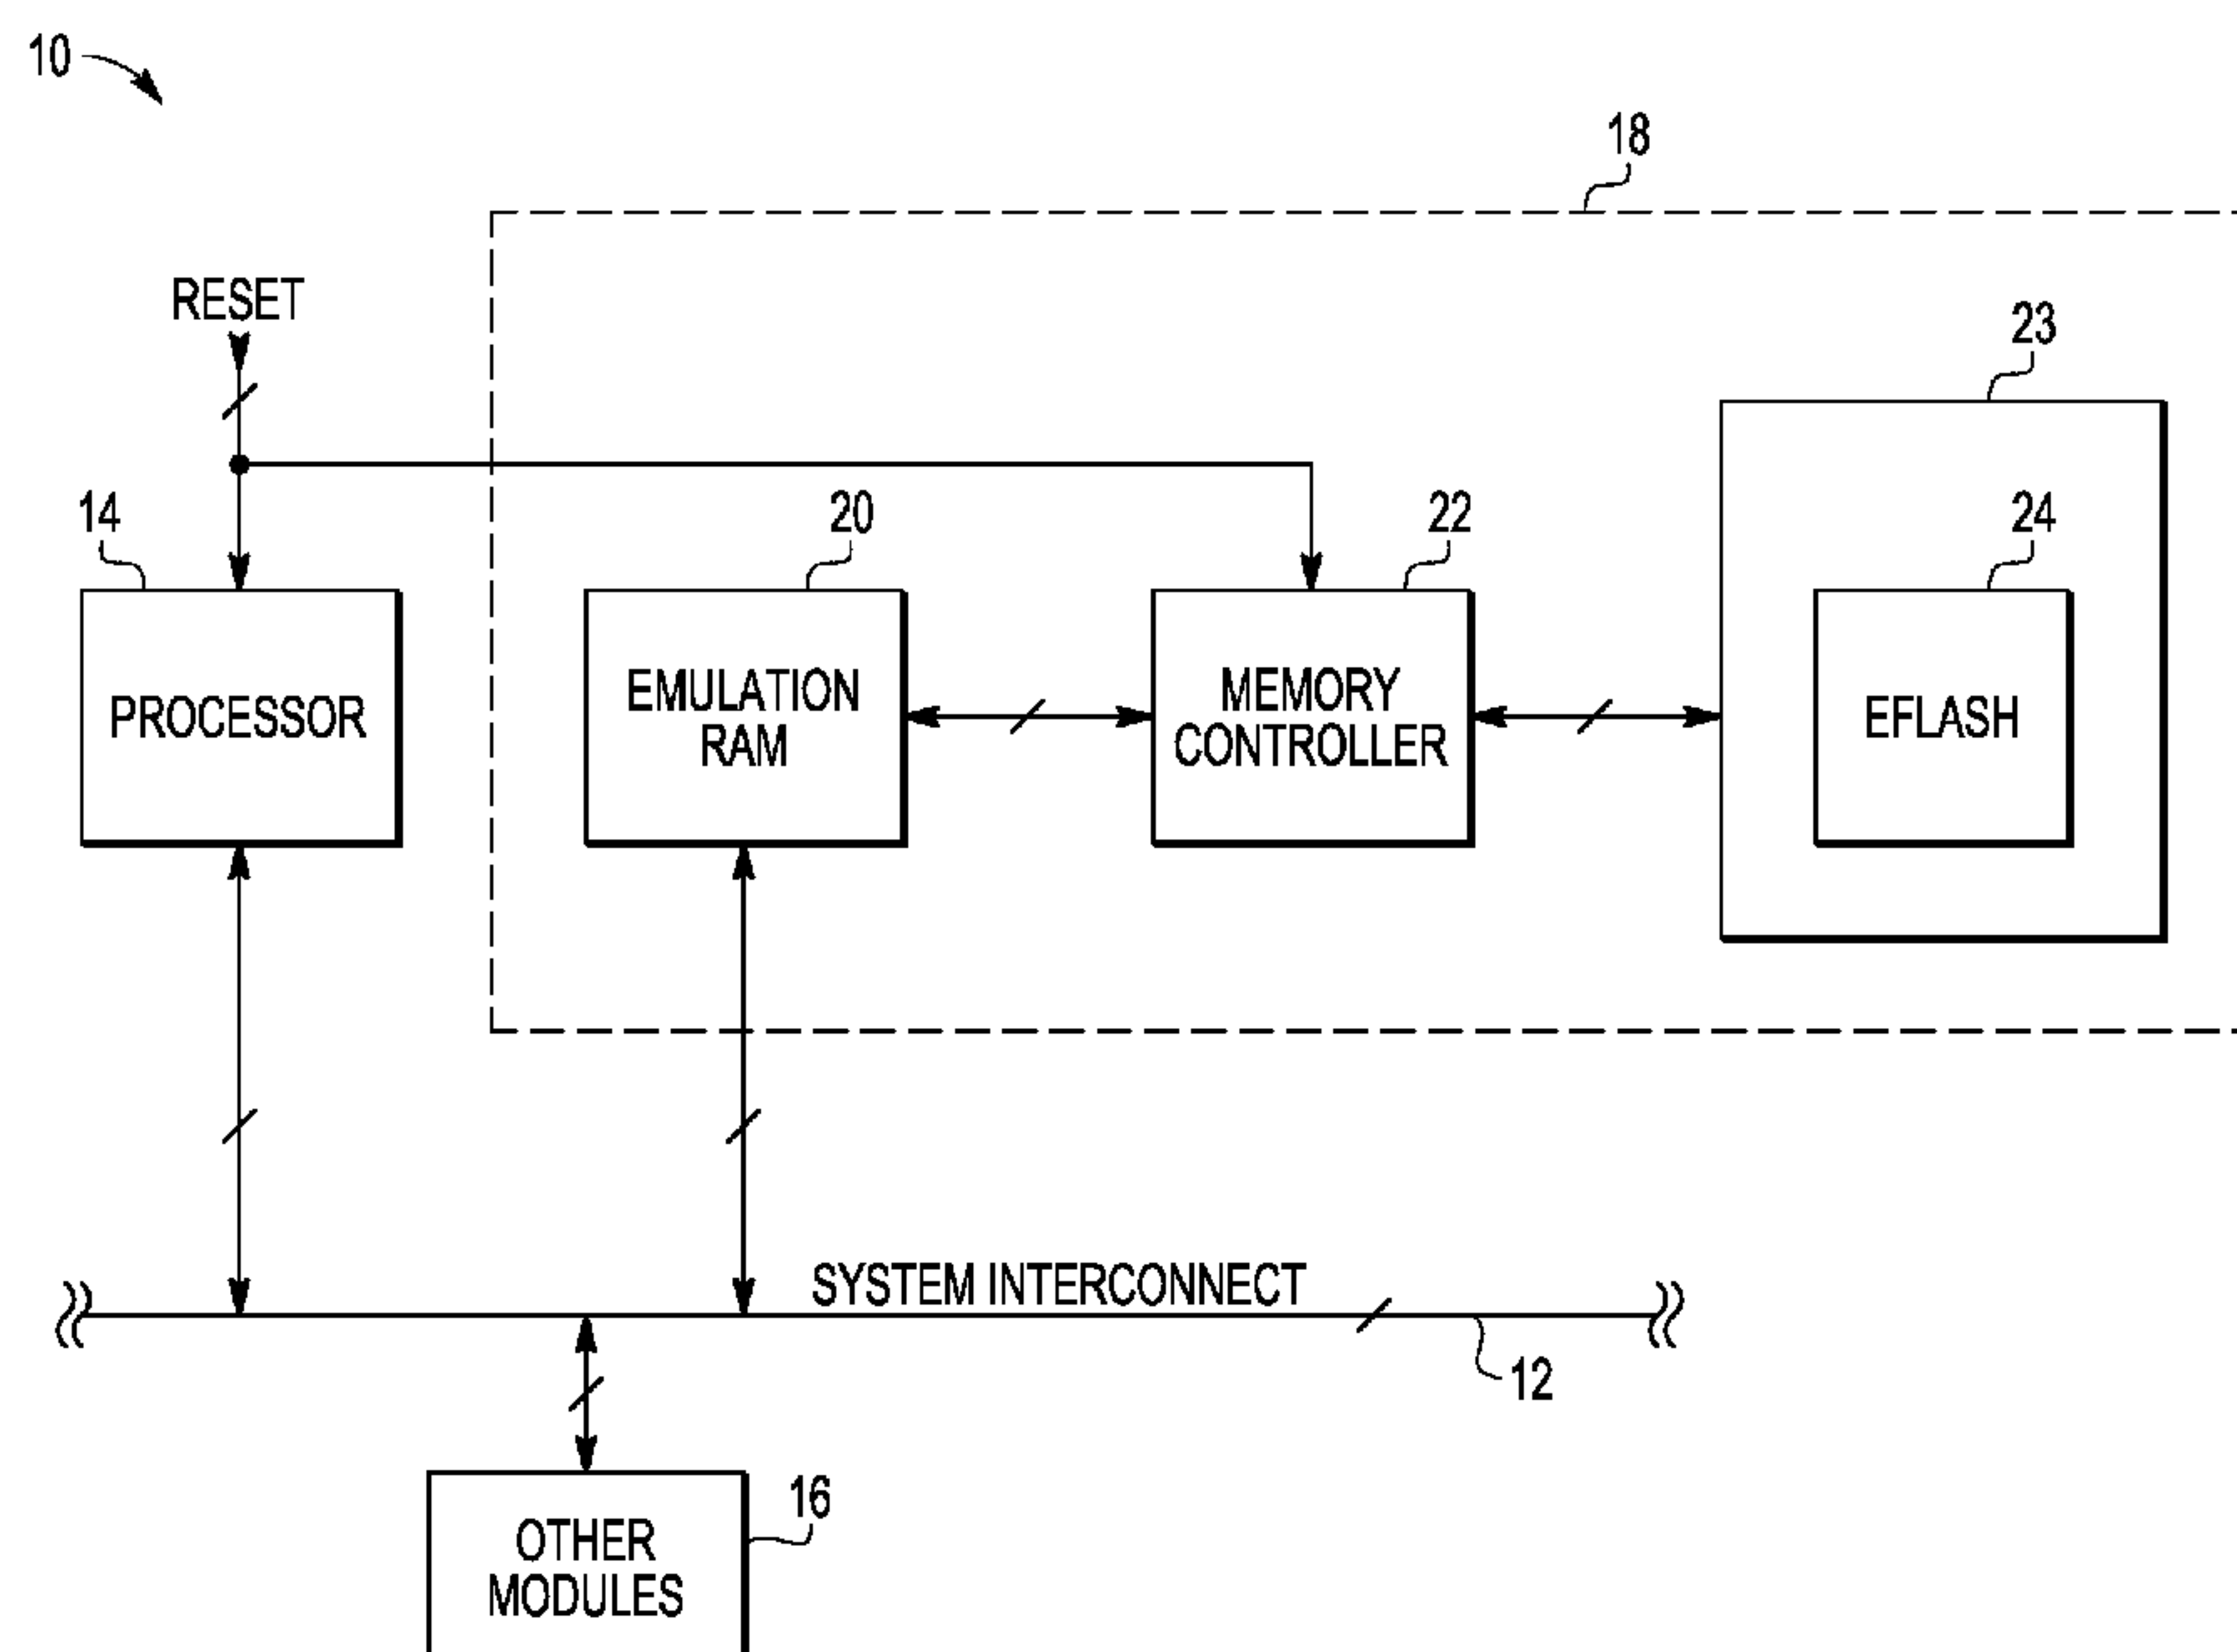 10
18
RESET
23
14
20
22
24
PROCESSOR
EMULATION
RAM
MEMORY
CONTROLLER
EFLASH
SYSTEM INTERCONNECT
12
16
OTHER
MODULES